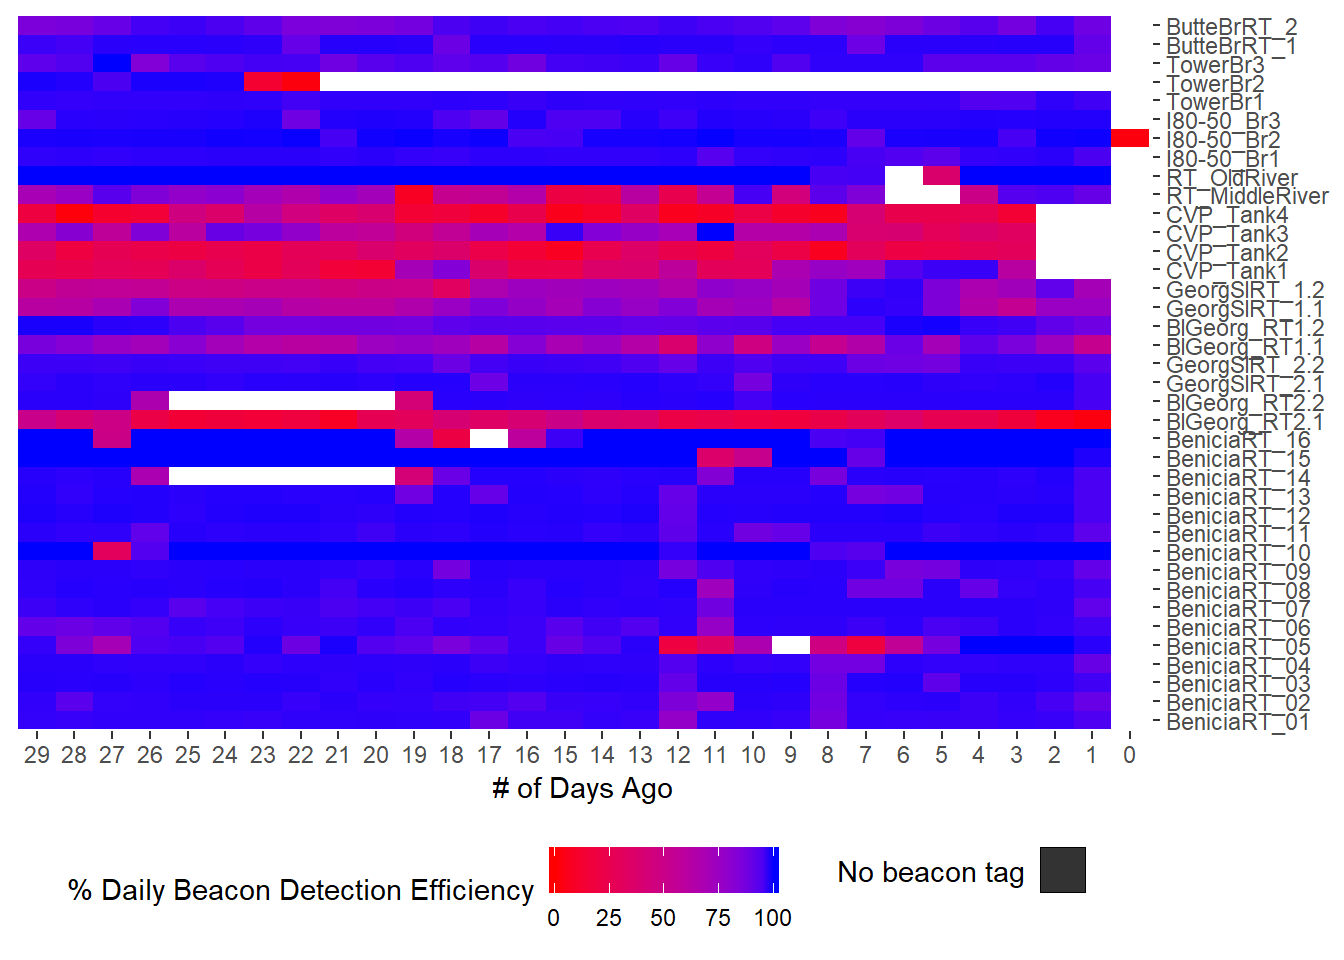 ButteBrRT_2
ButteBrRT_1
TowerBr3
TowerBr2
TowerBr1
I80-50_Br3
I80-50_Br2
I80-50_Br1
RT_OldRiver
RT_MiddleRiver
CVP_Tank4
CVP_Tank3
CVP_Tank2
CVP_Tank1
GeorgSlRT_1.2
GeorgSlRT_1.1
BlGeorg_RT1.2
BlGeorg_RT1.1
GeorgSlRT_2.2
GeorgSlRT_2.1
BlGeorg_RT2.2
BlGeorg_RT2.1
BeniciaRT_16
BeniciaRT_15
BeniciaRT_14
BeniciaRT_13
BeniciaRT_12
BeniciaRT_11
BeniciaRT_10
BeniciaRT_09
BeniciaRT_08
BeniciaRT_07
BeniciaRT_06
BeniciaRT_05
BeniciaRT_04
BeniciaRT_03
BeniciaRT_02
BeniciaRT_01
29 28 27 26 25 24 23 22 21 20 19 18 17 16 15 14 13 12 11 10 9 8 7 6 5 4 3 2 1 0
# of Days Ago
% Daily Beacon Detection Efficiency
0 25 50 75 100
No beacon tag